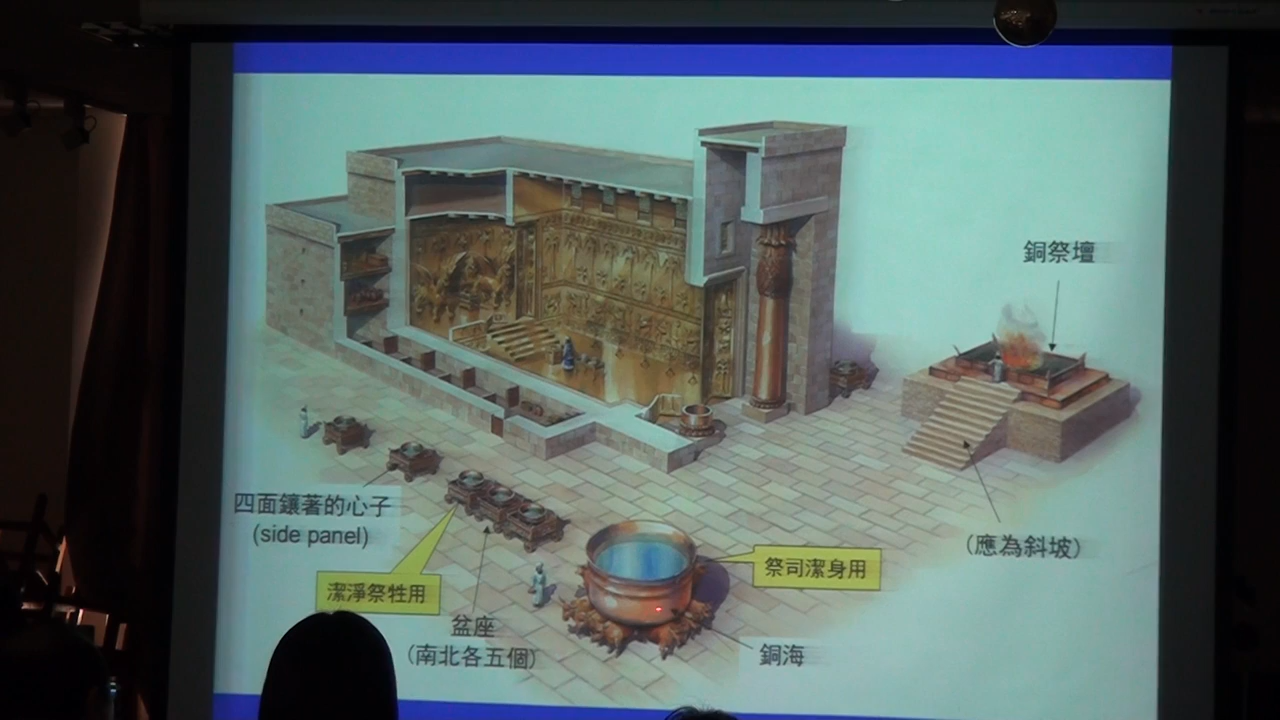 銅祭壇
四面鑲著的心子
(side panel)
(應為斜坡)
祭司潔身用
潔淨祭牲用
盆座
(南北各五個)
銅海